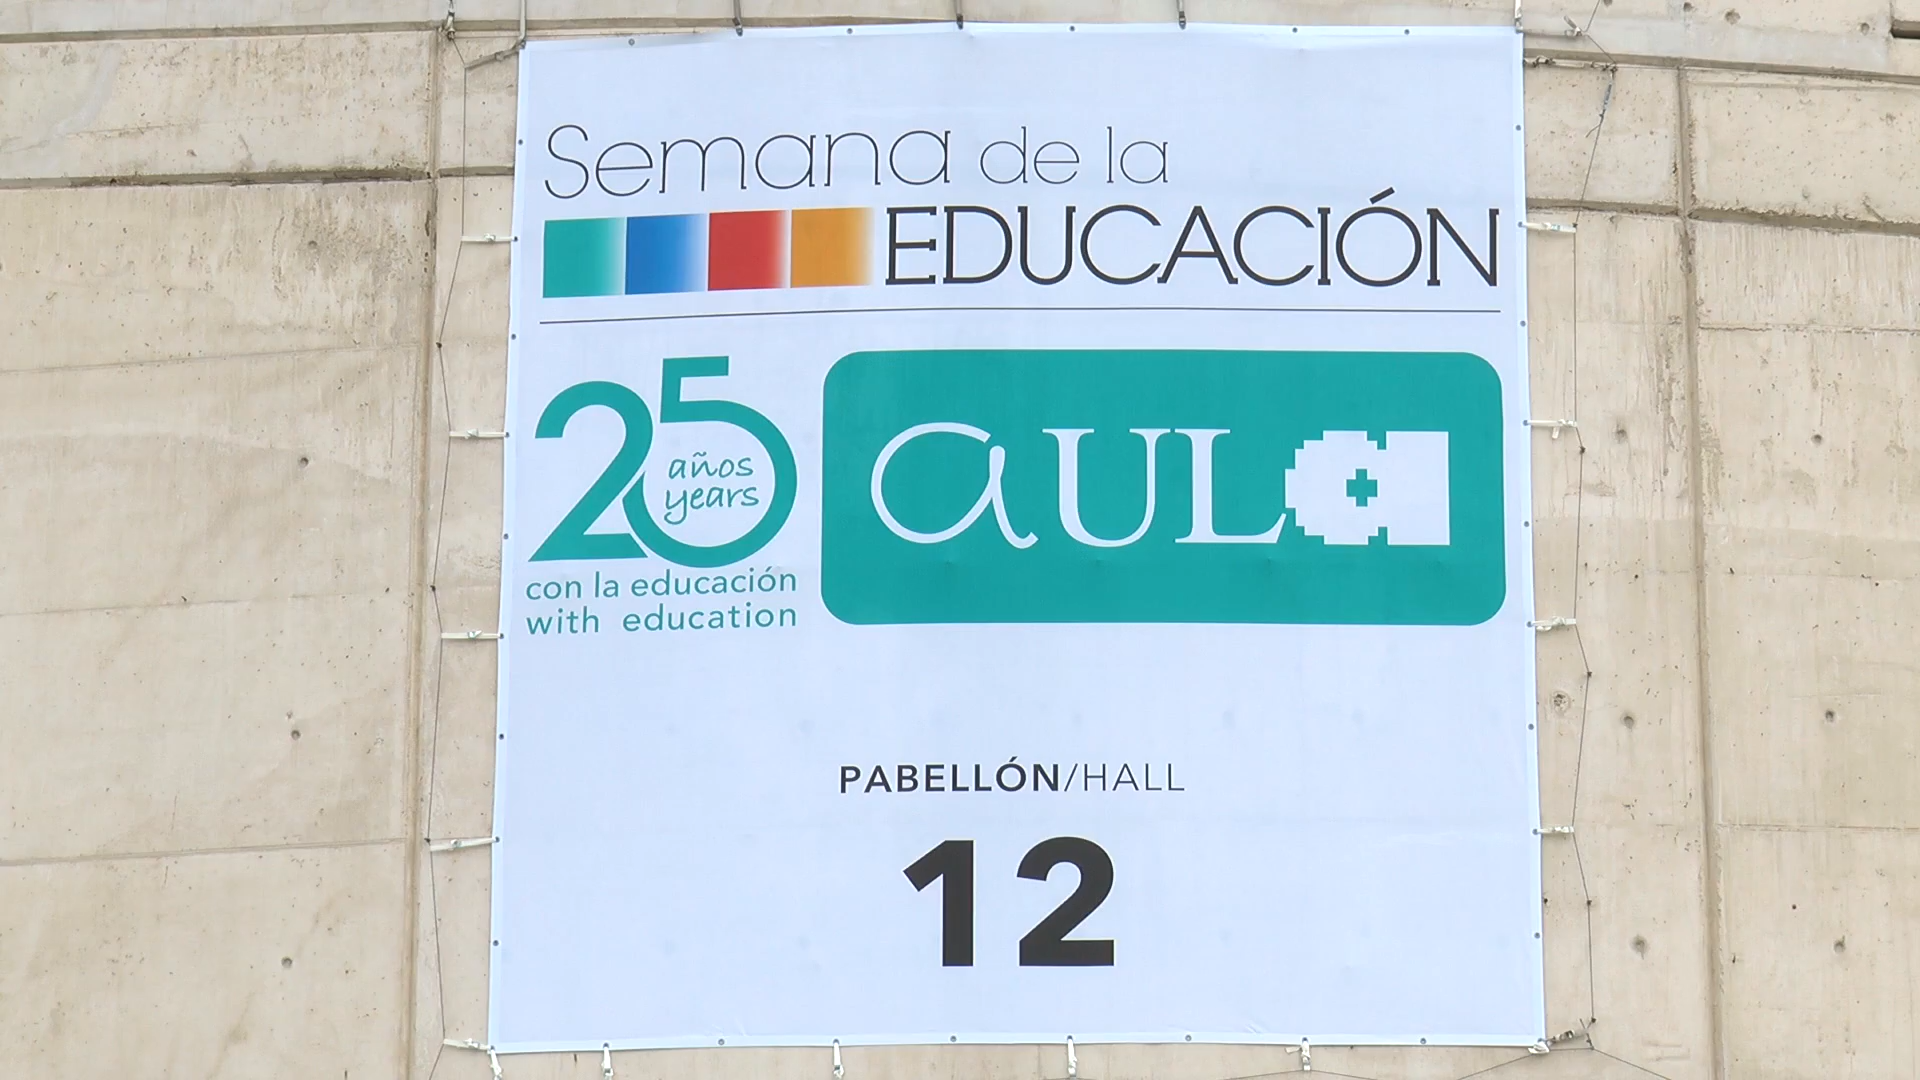 Semana de la
EDUCACIÓN
25
años
years
con la educación
with education
aULa
PABELLÓN/HALL
12